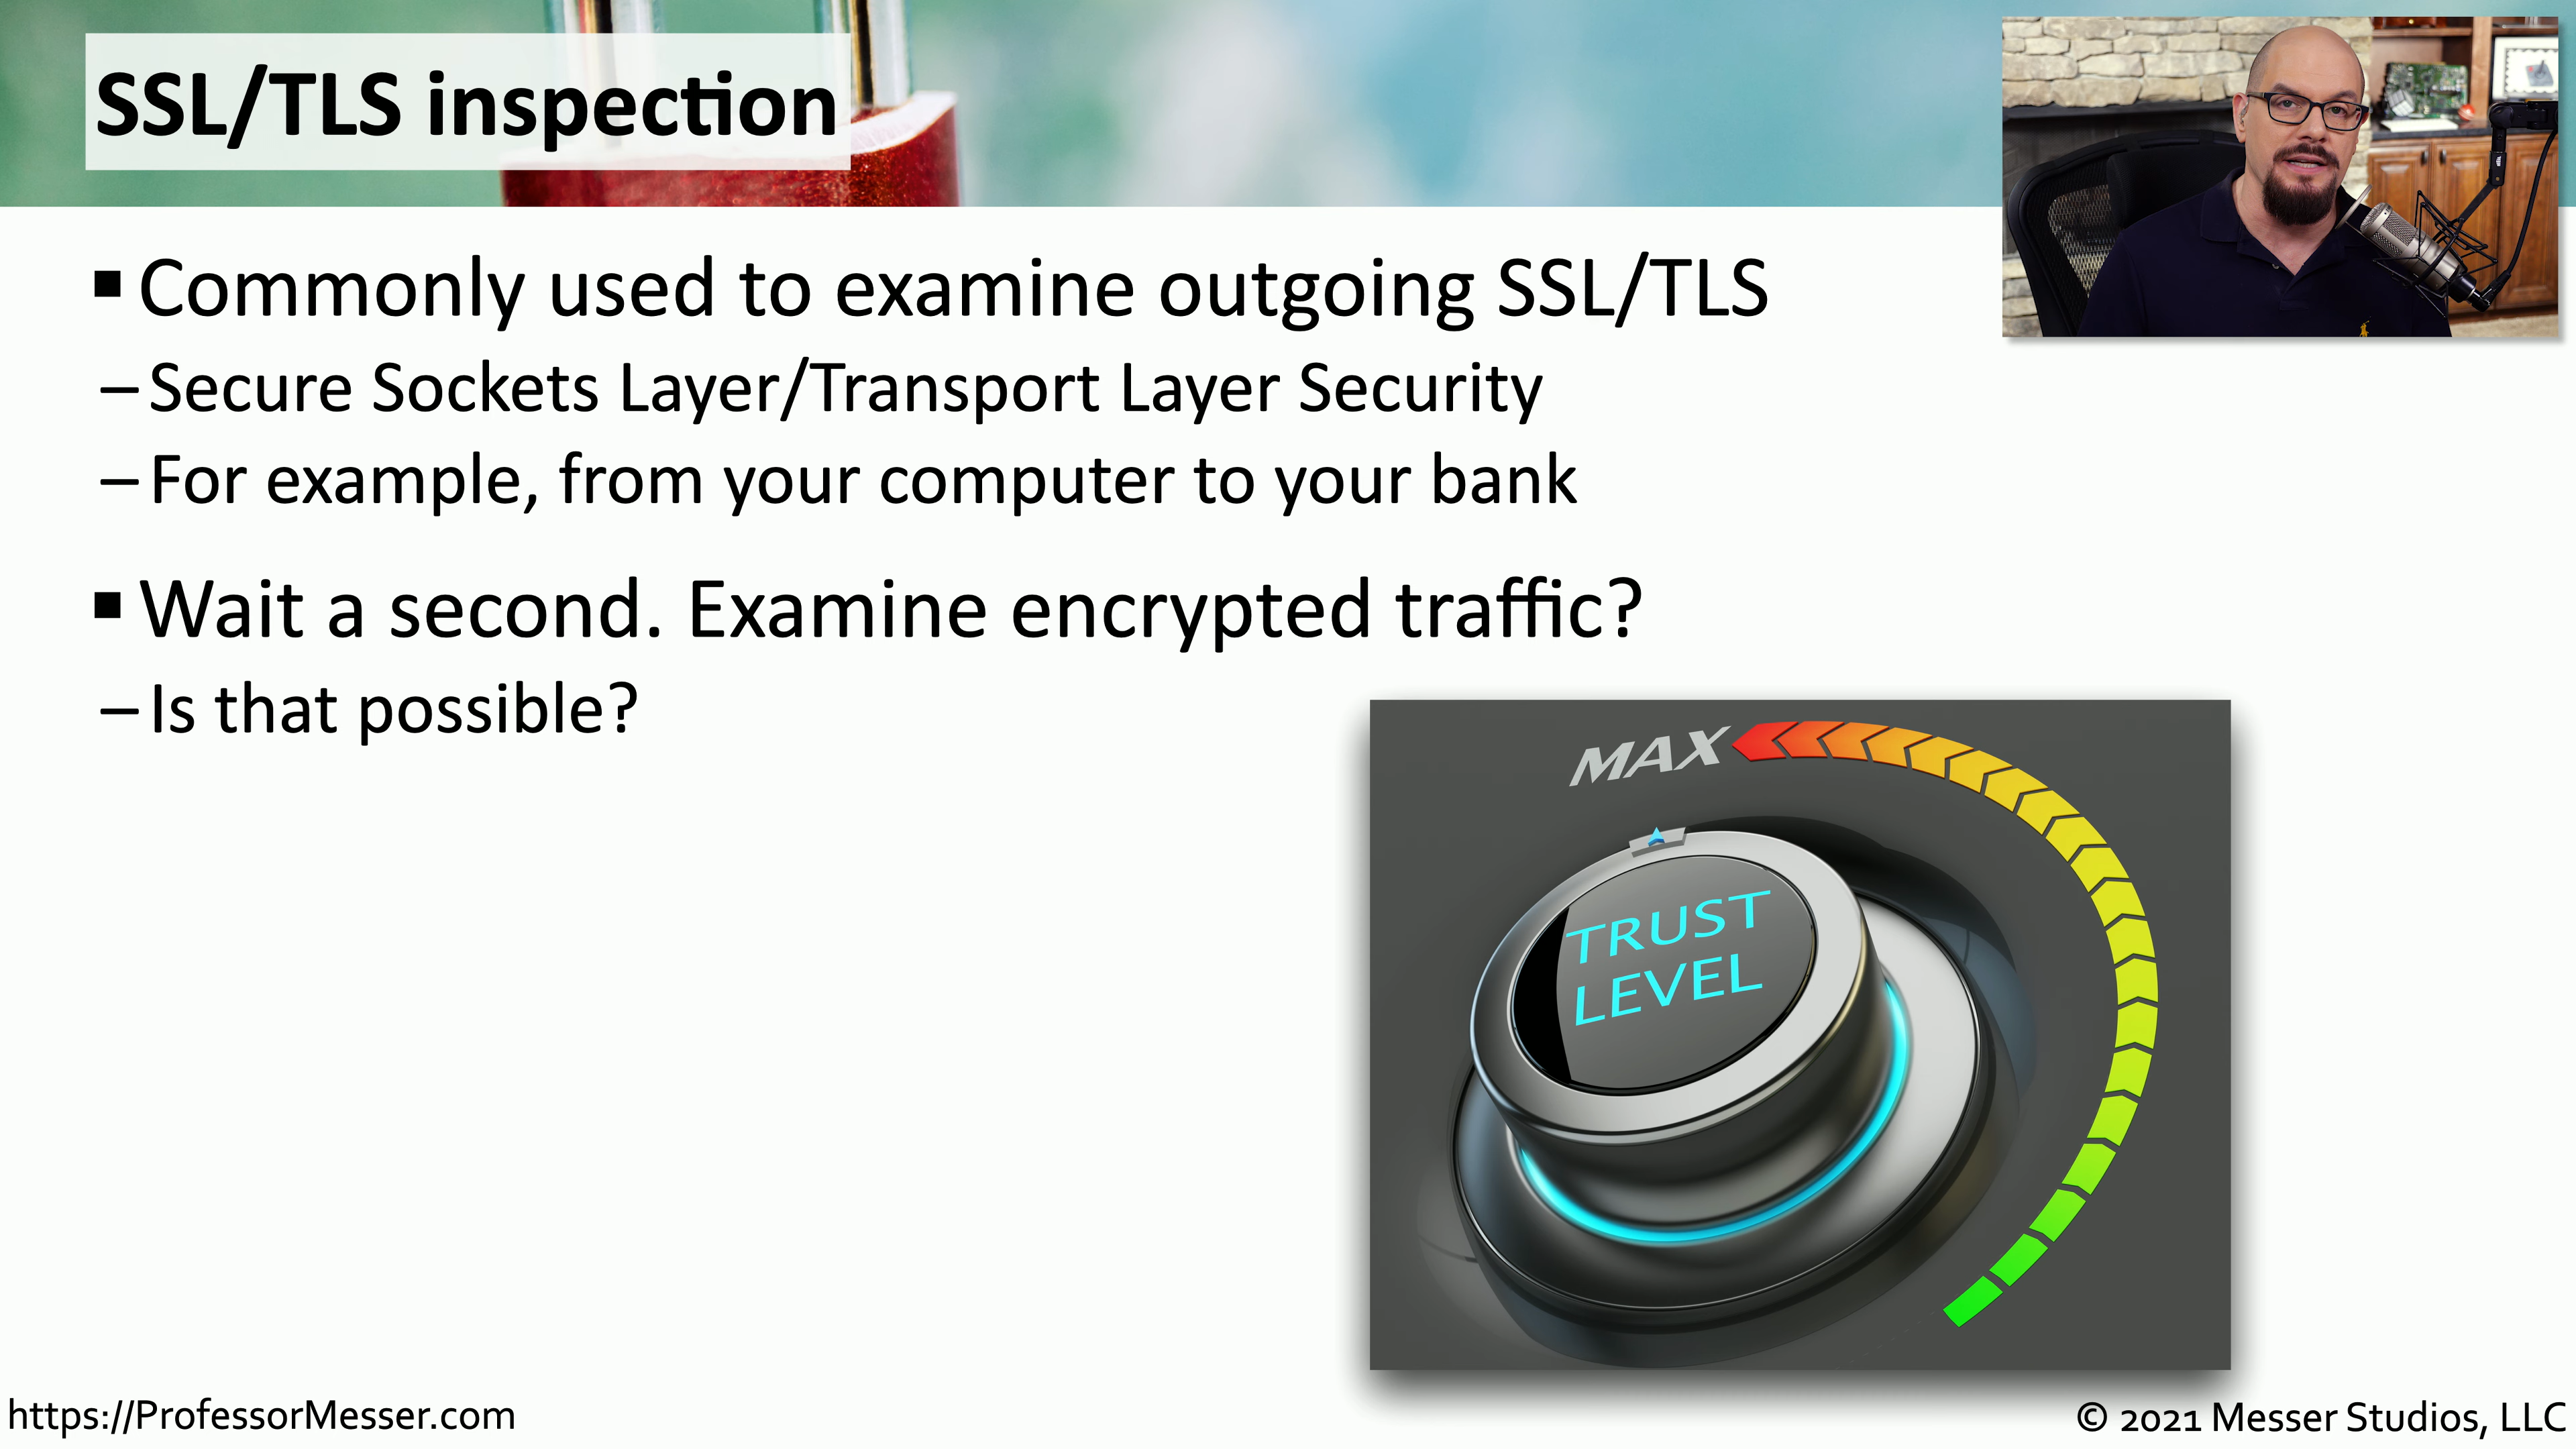 SSL/TLS inspection
▪ Commonly used to examine outgoing SSL/TLS
– Secure Sockets Layer/Transport Layer Security
– For example, from your computer to your bank
▪ Wait a second. Examine encrypted traffic?
– Is that possible?
MAX
TRUST
LEVEL
https://ProfessorMesser.com
© 2021 Messer Studios, LLC